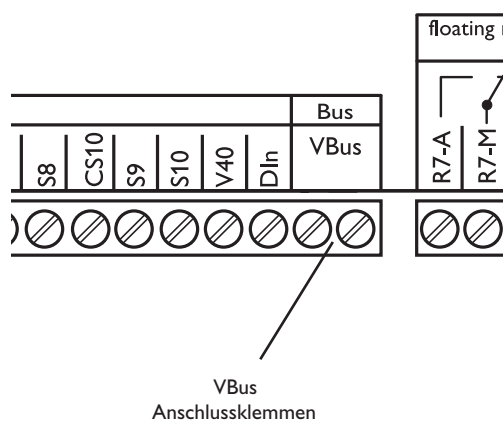 floating
Bus
S8
CS10
S9
S10
V40
DIn
VBus
R7-A
R7-M
VBus
Anschlussklemmen